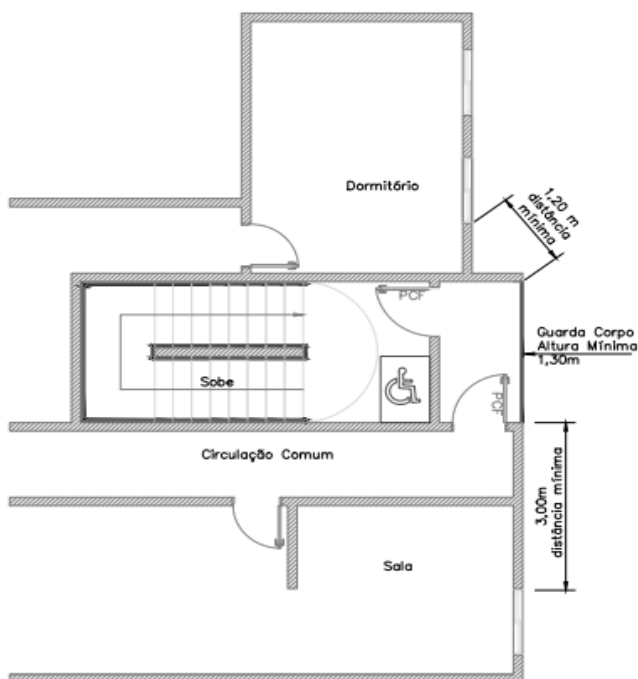 Dormitório
1,20 m
distância
mínima
PCF
Guarda Corpo
Altura Mínima
1,30m
Sobe
PCF
Circulação Comum
3,00m
distância mínima
Sala